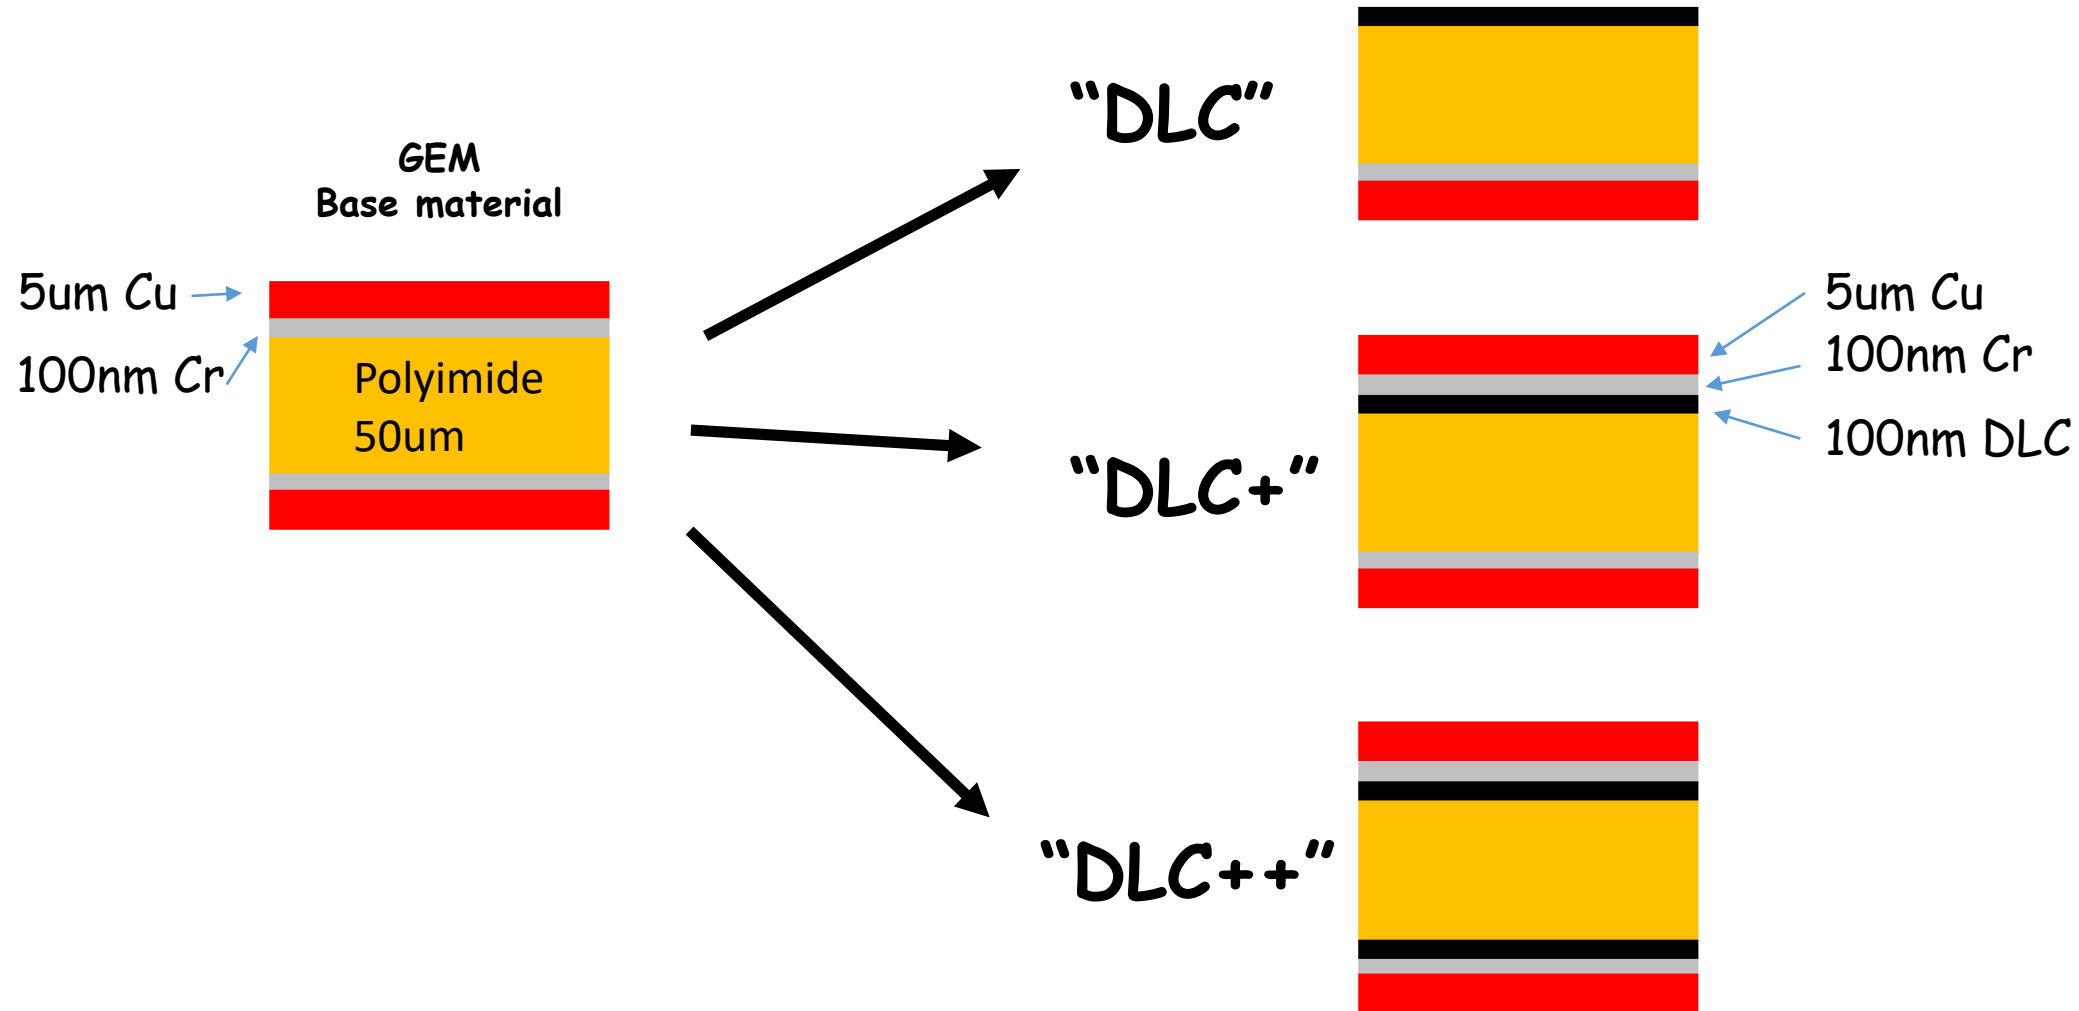 GEM
Base material
5um Cu
100nm Cr
Polyimide
50um
“DLC”
“DLC+”
“DLC++”
5um Cu
100nm Cr
100nm DLC